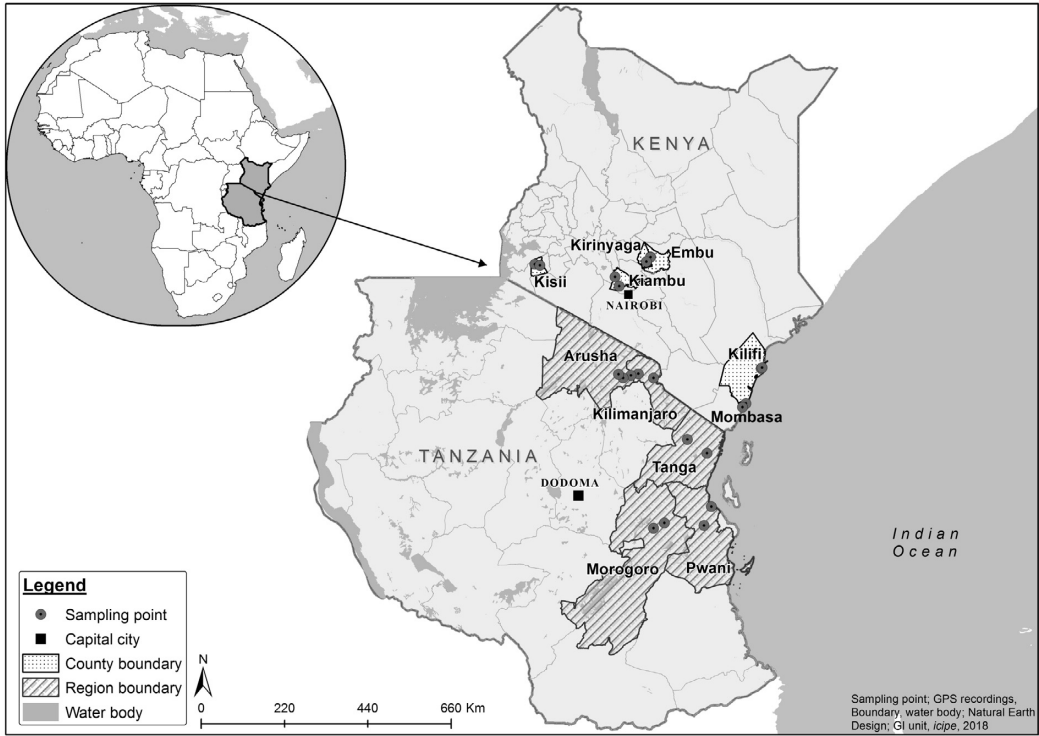 KENYA
Kirinyaga
Embu
Kisii
Kiambu
NAIROBI
Arusha
Kilifi
Kilimanjaro
Mombasa
TANZANIA
Tanga
DODOMA
Indian
Ocean
Morogoro
Pwani
Legend
Sampling point
Capital city
County boundary
Region boundary
Water body
N
0 220 440 660 Km
Sampling point; GPS recordings,
Boundary, water body; Natural Earth
Design; GI unit, icipe, 2018